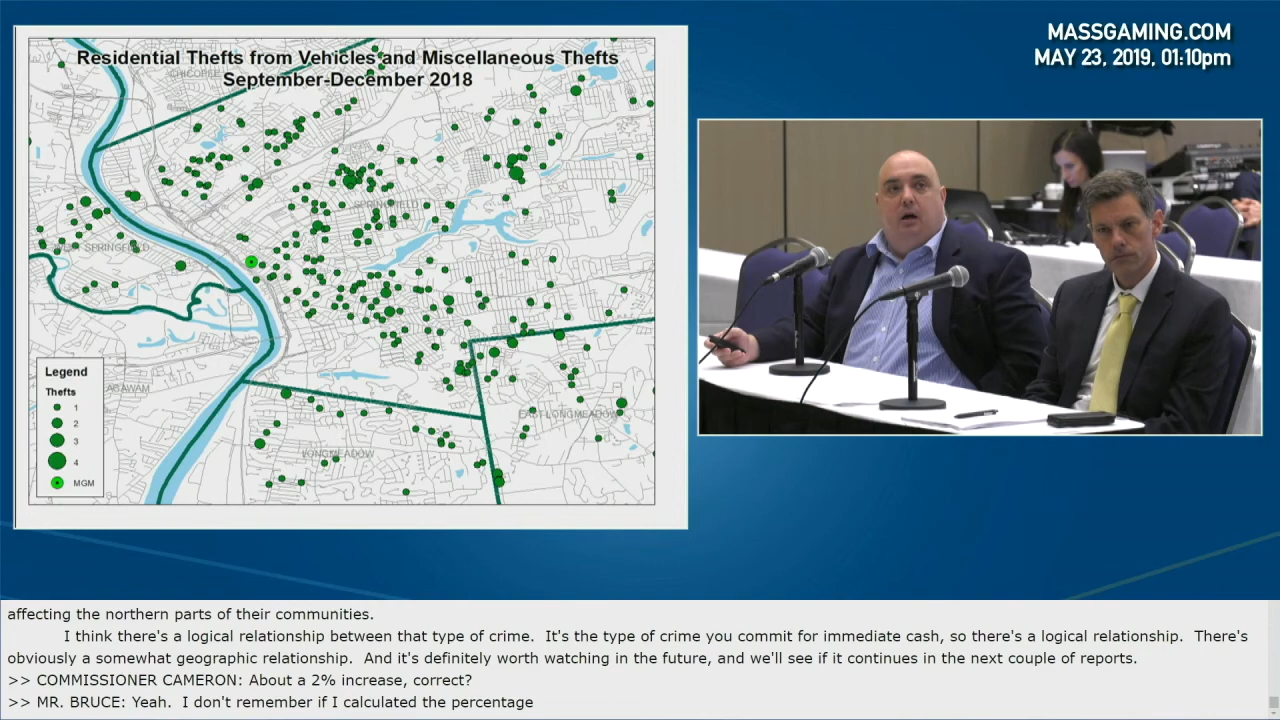 MASSGAMING.COM
MAY 23, 2019, 01:10pm
Residential Thefts from Vehicles and Miscellaneous Thefts
September-December 2018
CHICOPEE
SPRINGFIELD
WEST SPRINGFIELD
AGAWAM
LONGMEADOW
EAST LONGMEADOW
Legend
Thefts
1
2
3
4
MGM
affecting the northern parts of their communities.
I think there's a logical relationship between that type of crime. It's the type of crime you commit for immediate cash, so there's a logical relationship. There's
obviously a somewhat geographic relationship. And it's definitely worth watching in the future, and we'll see if it continues in the next couple of reports.
>> COMMISSIONER CAMERON: About a 2% increase, correct?
>> MR. BRUCE: Yeah. I don't remember if I calculated the percentage